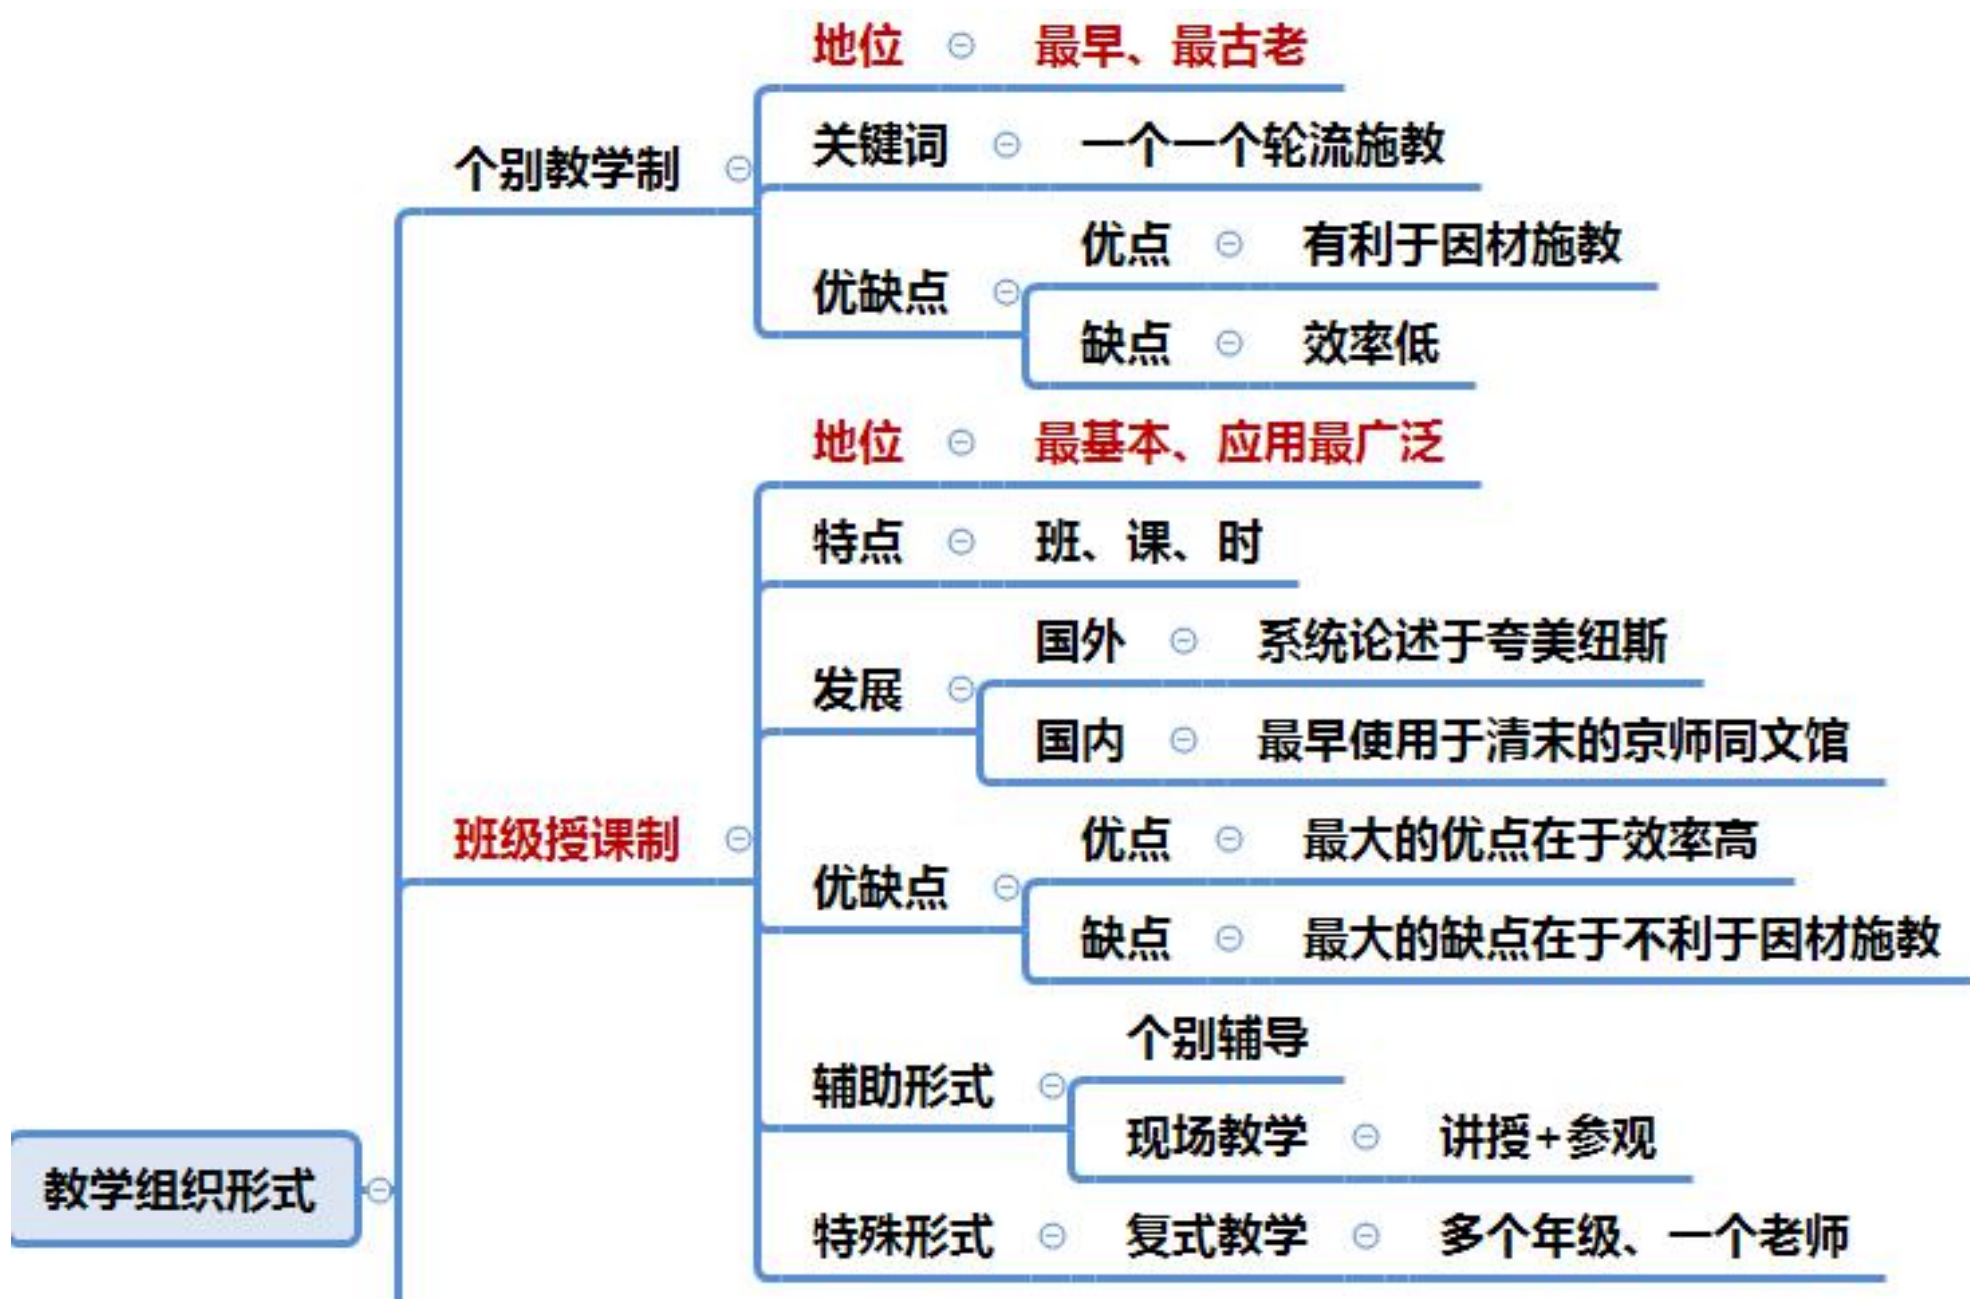 地位 最早、最古老
关键词 一个一个轮流施教
个别教学制
优点 有利于因材施教
优缺点
缺点 效率低
地位 最基本、应用最广泛
特点 班、课、时
国外 系统论述于夸美纽斯
发展
国内 最早使用于清末的京师同文馆
班级授课制
优点 最大的优点在于效率高
优缺点
缺点 最大的缺点在于不利于因材施教
个别辅导
辅助形式
现场教学 讲授+参观
教学组织形式
特殊形式 复式教学 多个年级、一个老师